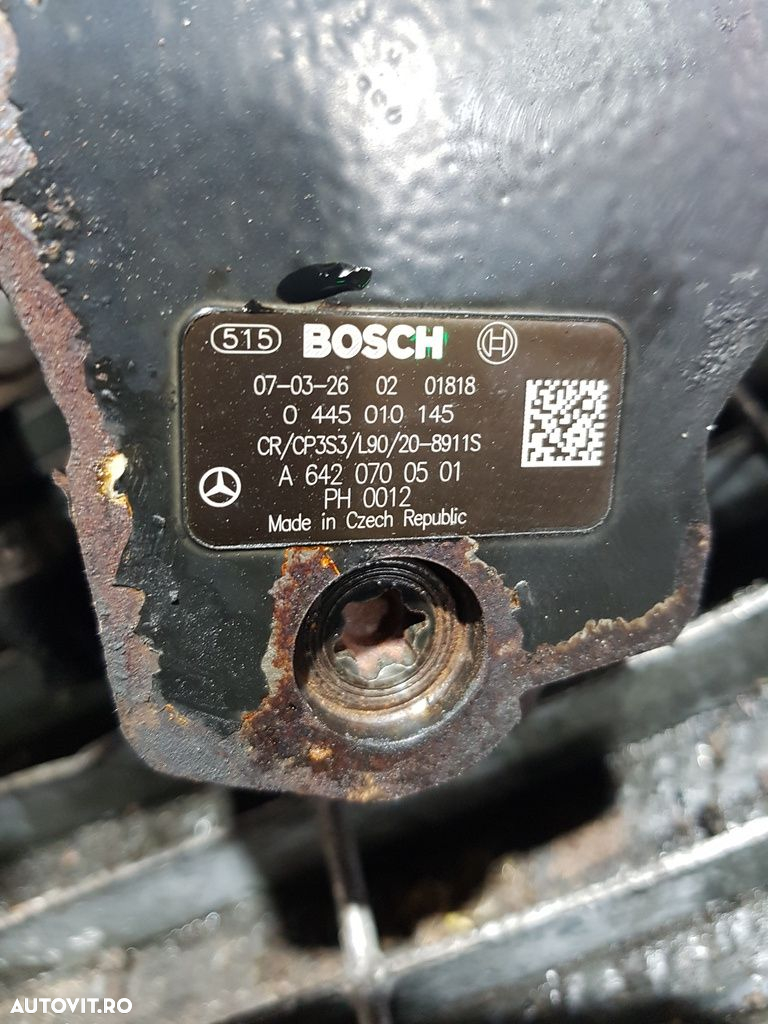 515 BOSCH
07-03-26 02 01818
0 445 010 145
CR/CP3S3/L90/20-8911S
A 642 070 05 01
PH 0012
Made in Czech Republic
AUTOVIT.RO